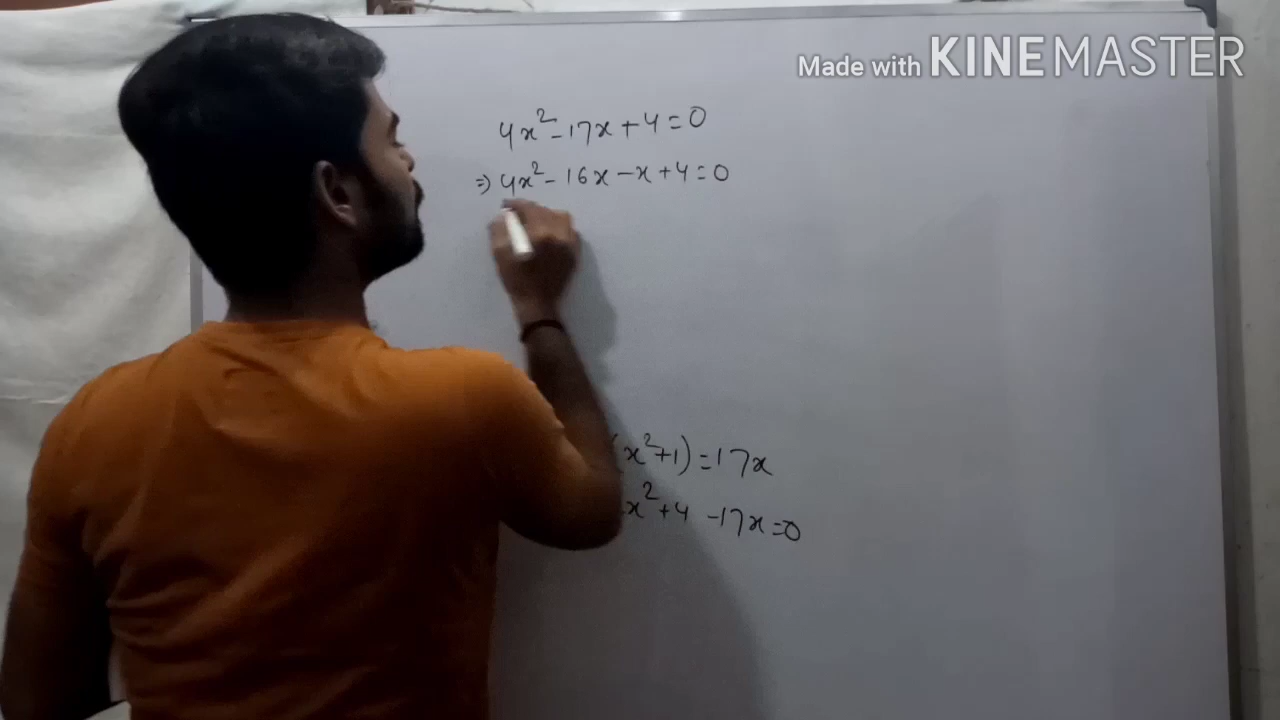 Made with KINEMASTER
4x²-17x+4=0
⇒) 4x²-16x-x+4=0
(x²+1)=17x
x²+4-17x=0